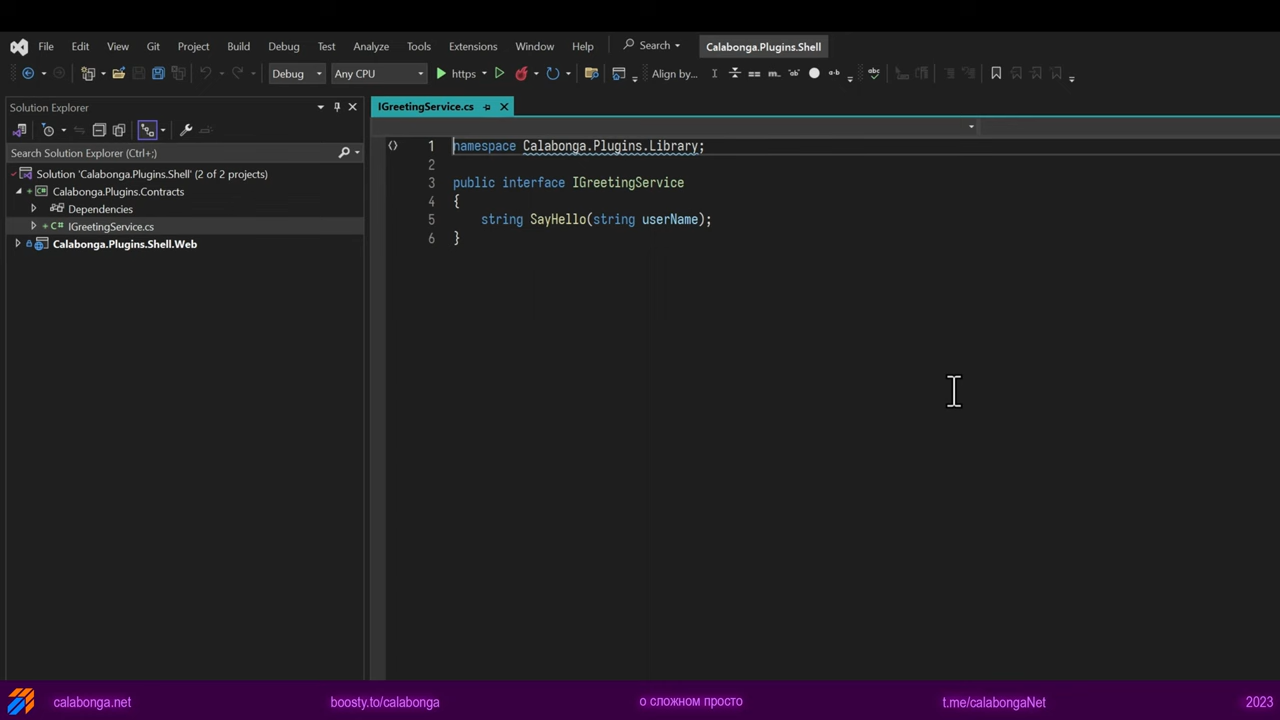 File Edit View Git Project Build Debug Test Analyze Tools Extensions Window Help Search Calabonga.Plugins.Shell
Debug Any CPU https Align by...
Solution Explorer
IGreetingService.cs
Search Solution Explorer (Ctrl+;)
Solution 'Calabonga.Plugins.Shell' (2 of 2 projects)
Calabonga.Plugins.Contracts
Dependencies
IGreetingService.cs
Calabonga.Plugins.Shell.Web
1 namespace Calabonga.Plugins.Library;
2
3 public interface IGreetingService
4 {
5 string SayHello(string userName);
6 }
calabonga.net boosty.to/calabonga о сложном просто t.me/calabongaNet 2023